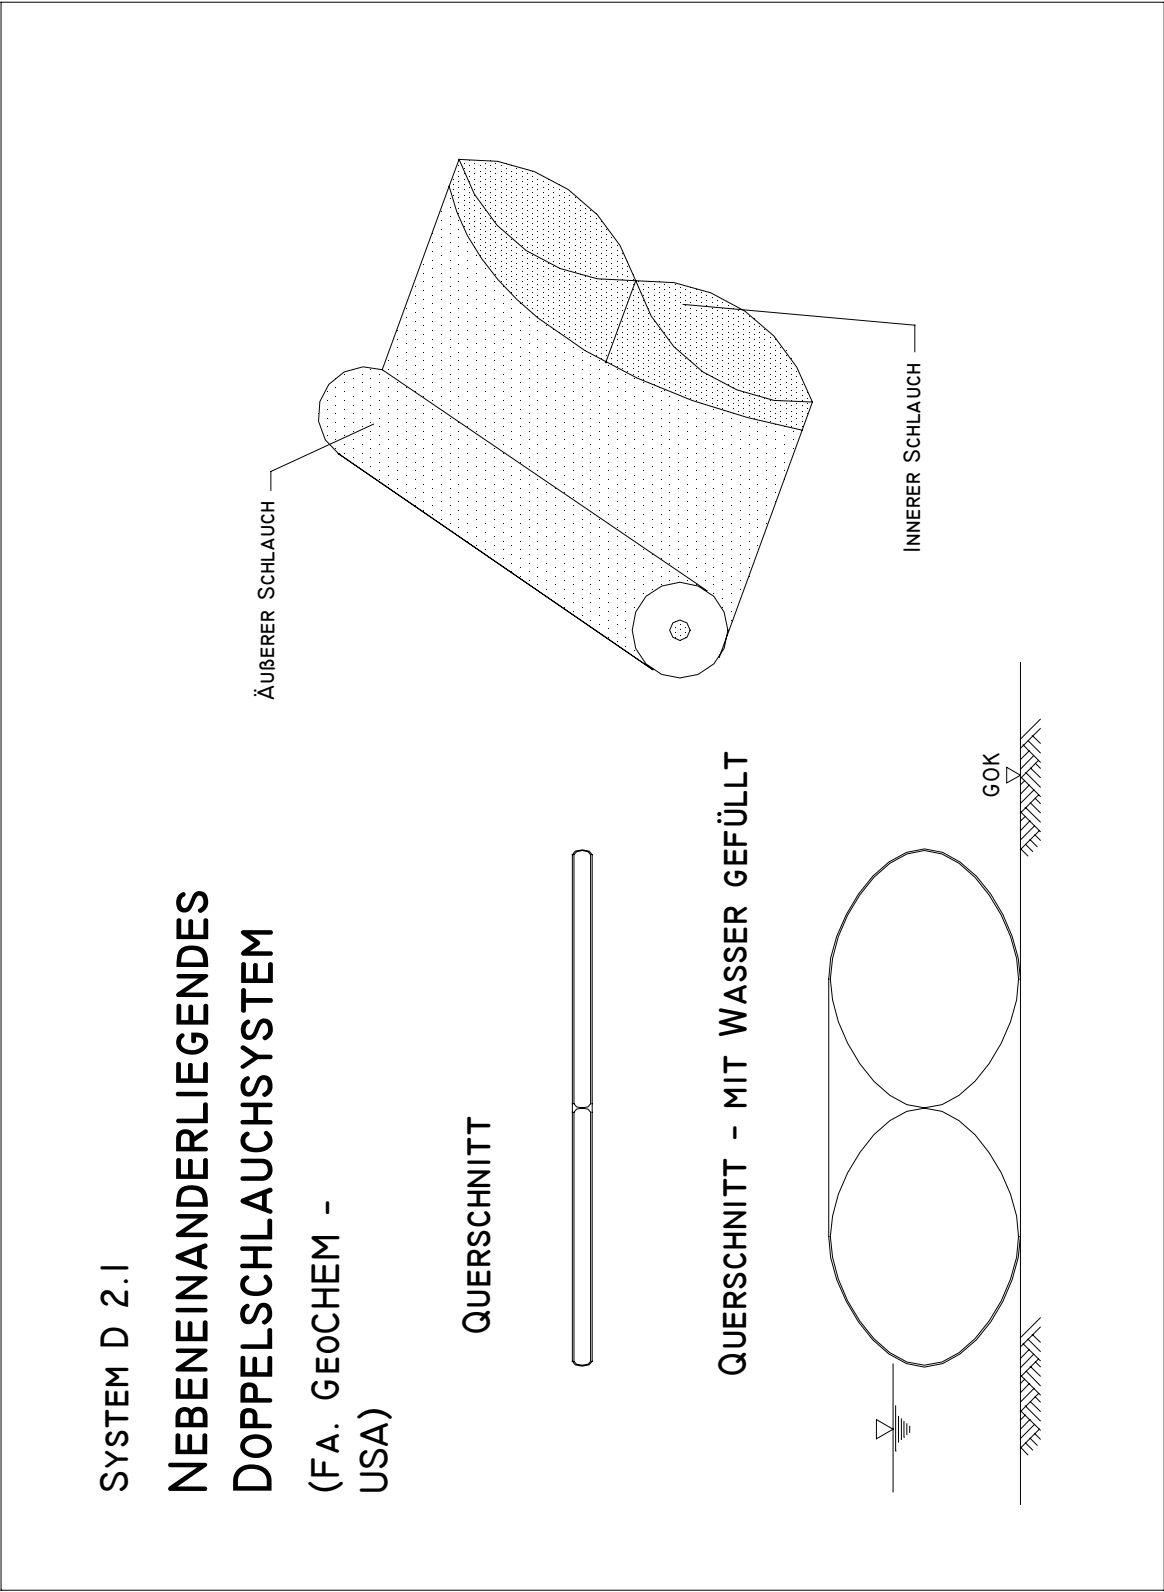 SYSTEM D 2.1
NEBENEINANDERLIEGENDES
DOPPELSCHLAUCHSYSTEM
(FA. GEOCHEM -
USA)
QUERSCHNITT
QUERSCHNITT - MIT WASSER GEFÜLLT
GOK
ÄUßERER SCHLAUCH
INNERER SCHLAUCH